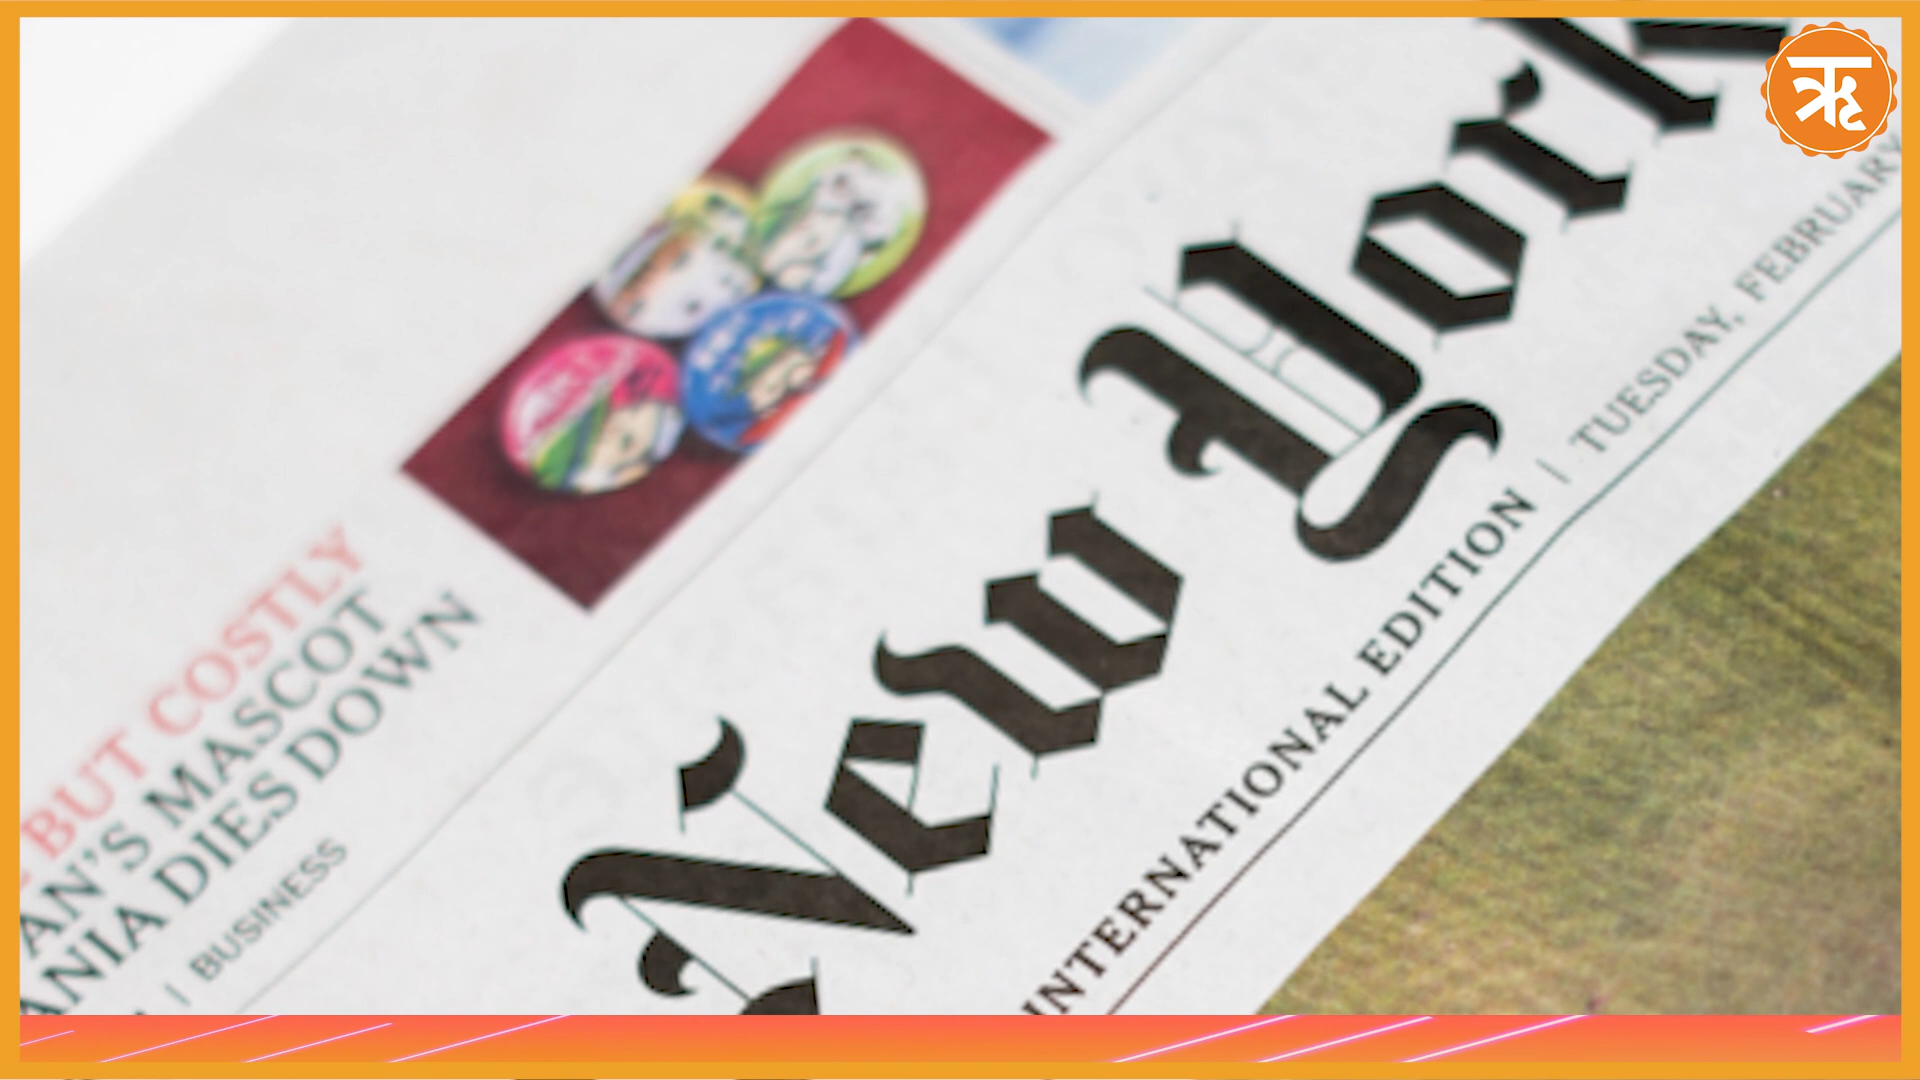 BUT COSTLY
AN'S MASCOT
ANIA DIES DOWN
| BUSINESS
New York
INTERNATIONAL EDITION | TUESDAY, FEBRUARY
ऋ